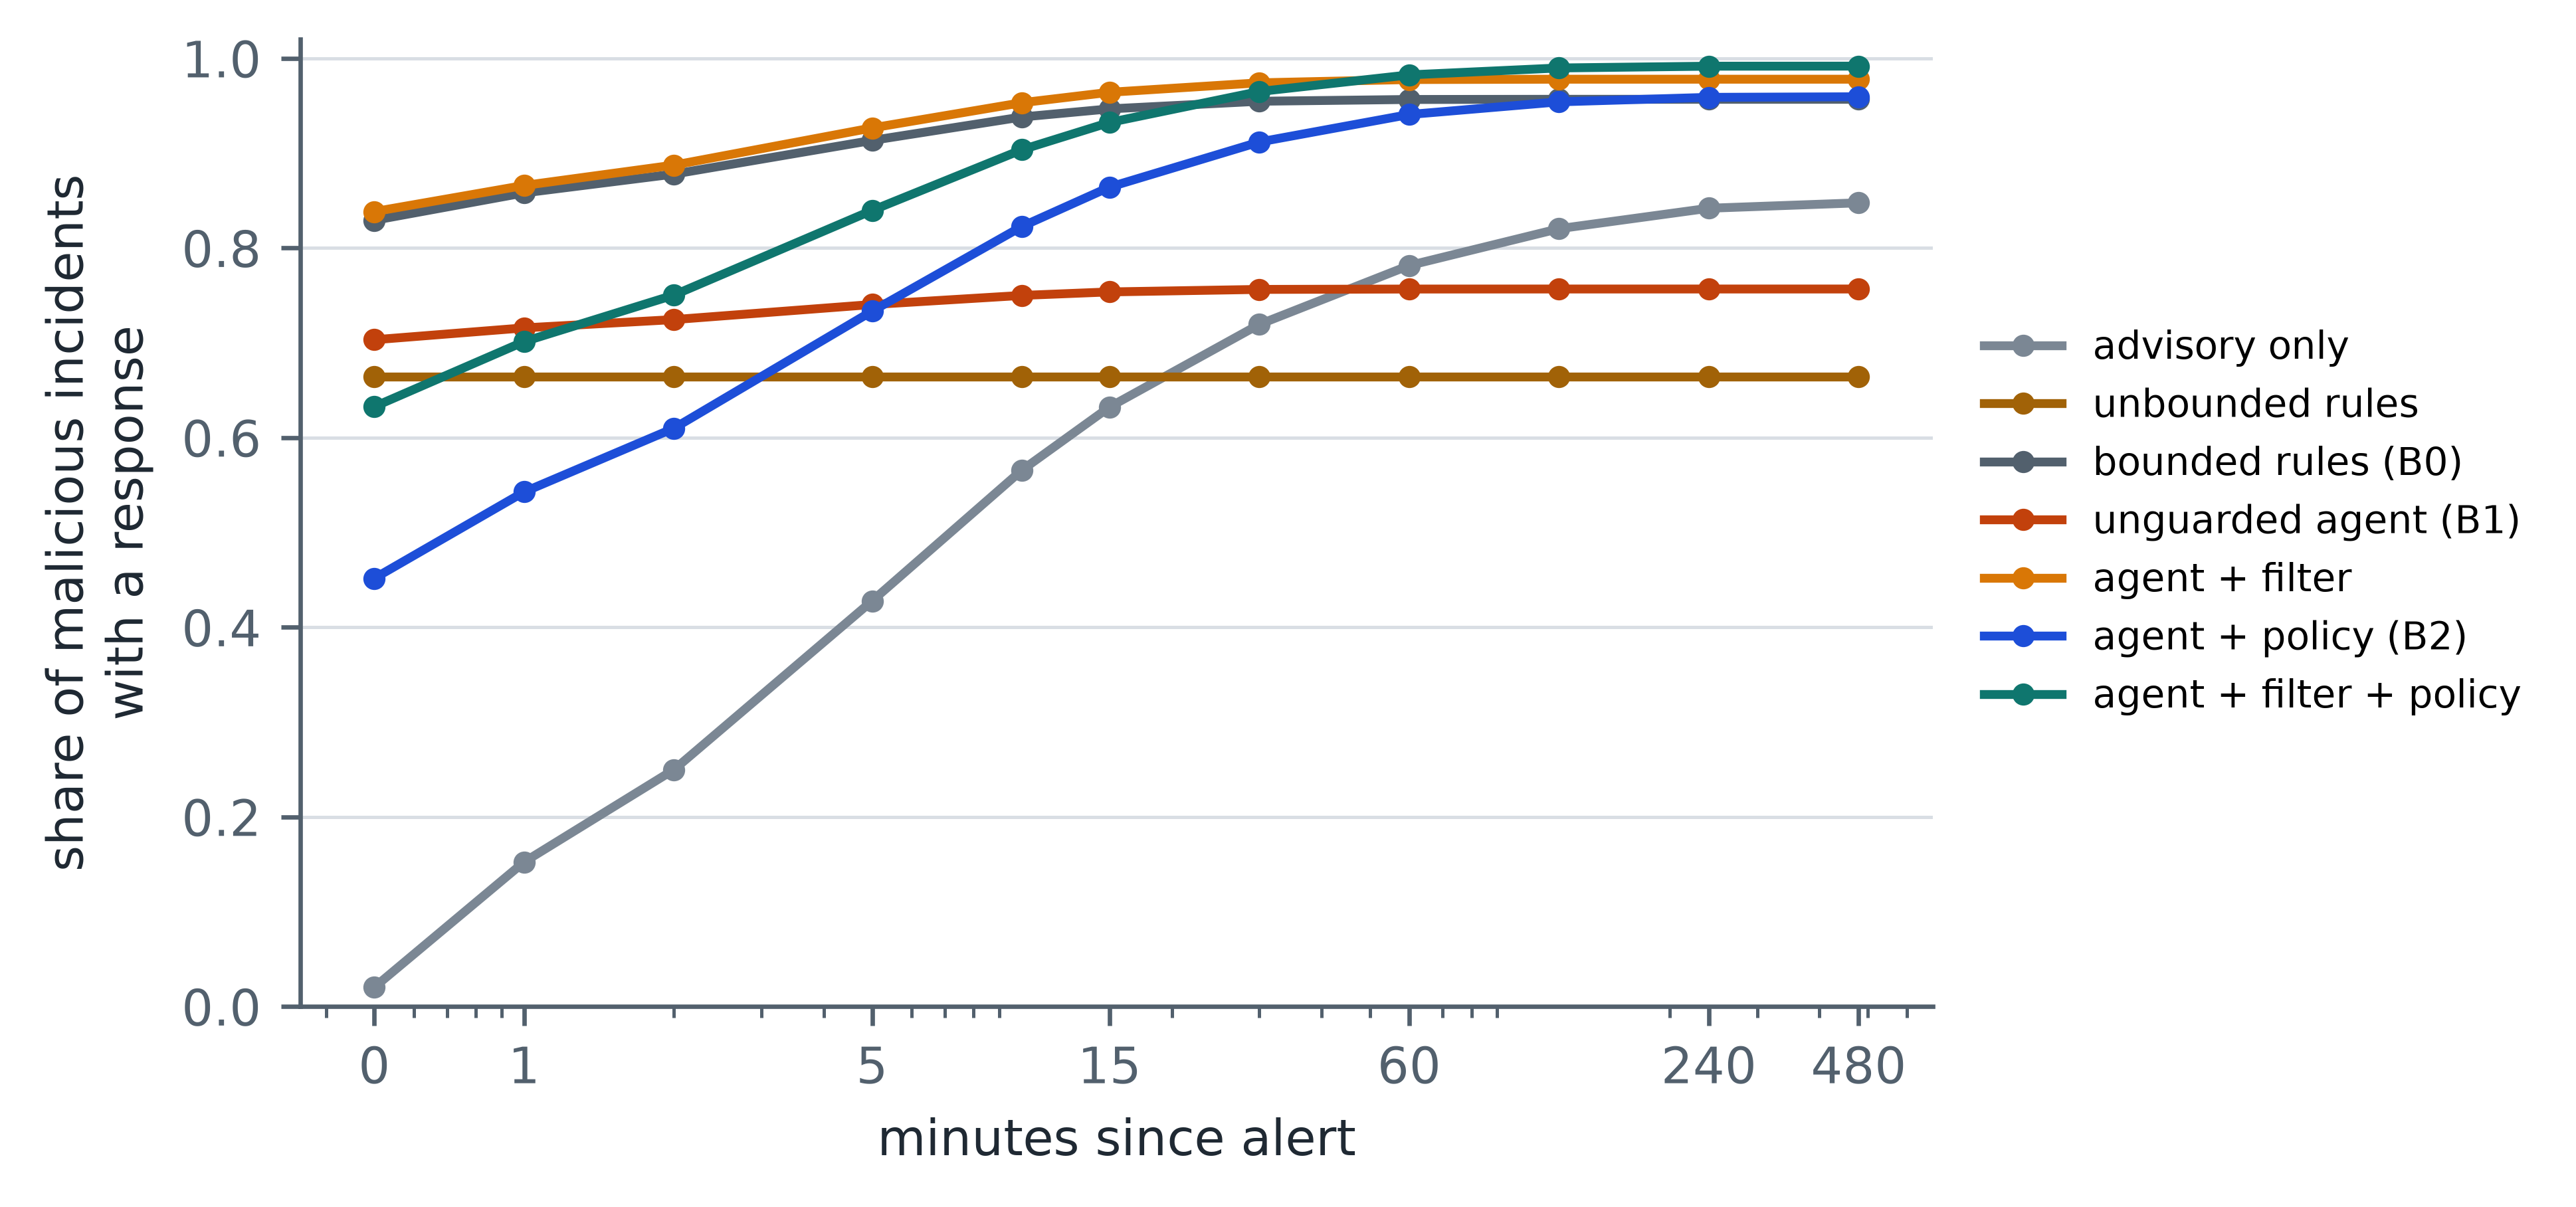 share of malicious incidents
with a response
1.0
0.8
0.6
0.4
0.2
0.0
0 1 5 15 60 240 480
minutes since alert
advisory only
unbounded rules
bounded rules (B0)
unguarded agent (B1)
agent + filter
agent + policy (B2)
agent + filter + policy